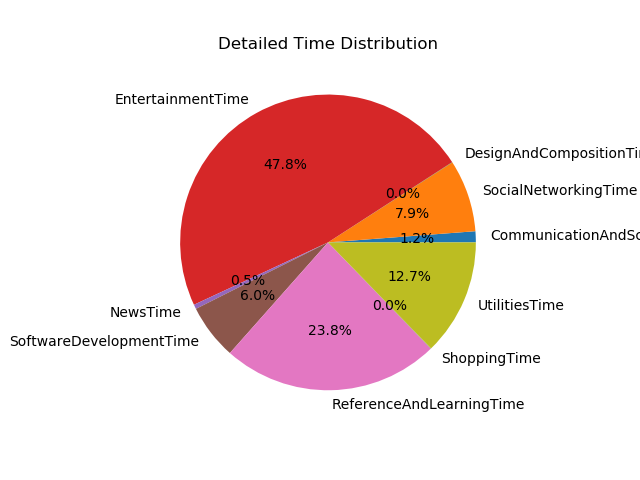 Detailed Time Distribution
EntertainmentTime
DesignAndCompositionTim
47.8%
0.0%
SocialNetworkingTime
7.9%
CommunicationAndSc
1.2%
0.5%
12.7%
6.0%
0.0%
UtilitiesTime
NewsTime
23.8%
SoftwareDevelopmentTime
ShoppingTime
ReferenceAndLearningTime